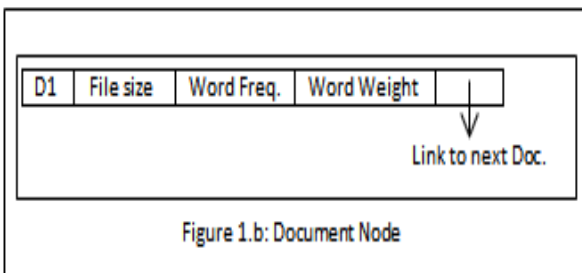 D1 File size Word Freq. Word Weight
Link to next Doc.
Figure 1.b: Document Node